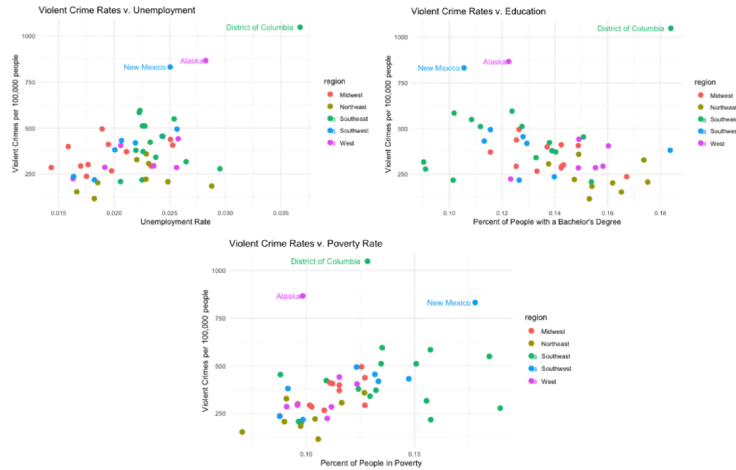 Violent Crime Rates v. Unemployment
Violent Crimes per 100,000 people
1000
750
500
250
District of Columbia
Alaska
New Mexico
0.015
0.020
0.025
0.030
0.035
Unemployment Rate
region
Midwest
Northeast
Southeast
Southwest
West
Violent Crime Rates v. Education
Violent Crimes per 100,000 people
1000
750
500
250
District of Columbia
Alaska
New Mexico
0.10
0.12
0.14
0.16
0.18
Percent of People with a Bachelor's Degree
region
Midwest
Northeast
Southeast
Southwest
West
Violent Crime Rates v. Poverty Rate
Violent Crimes per 100,000 people
1000
750
500
250
District of Columbia
Alaska
New Mexico
0.10
0.15
Percent of People in Poverty
region
Midwest
Northeast
Southeast
Southwest
West